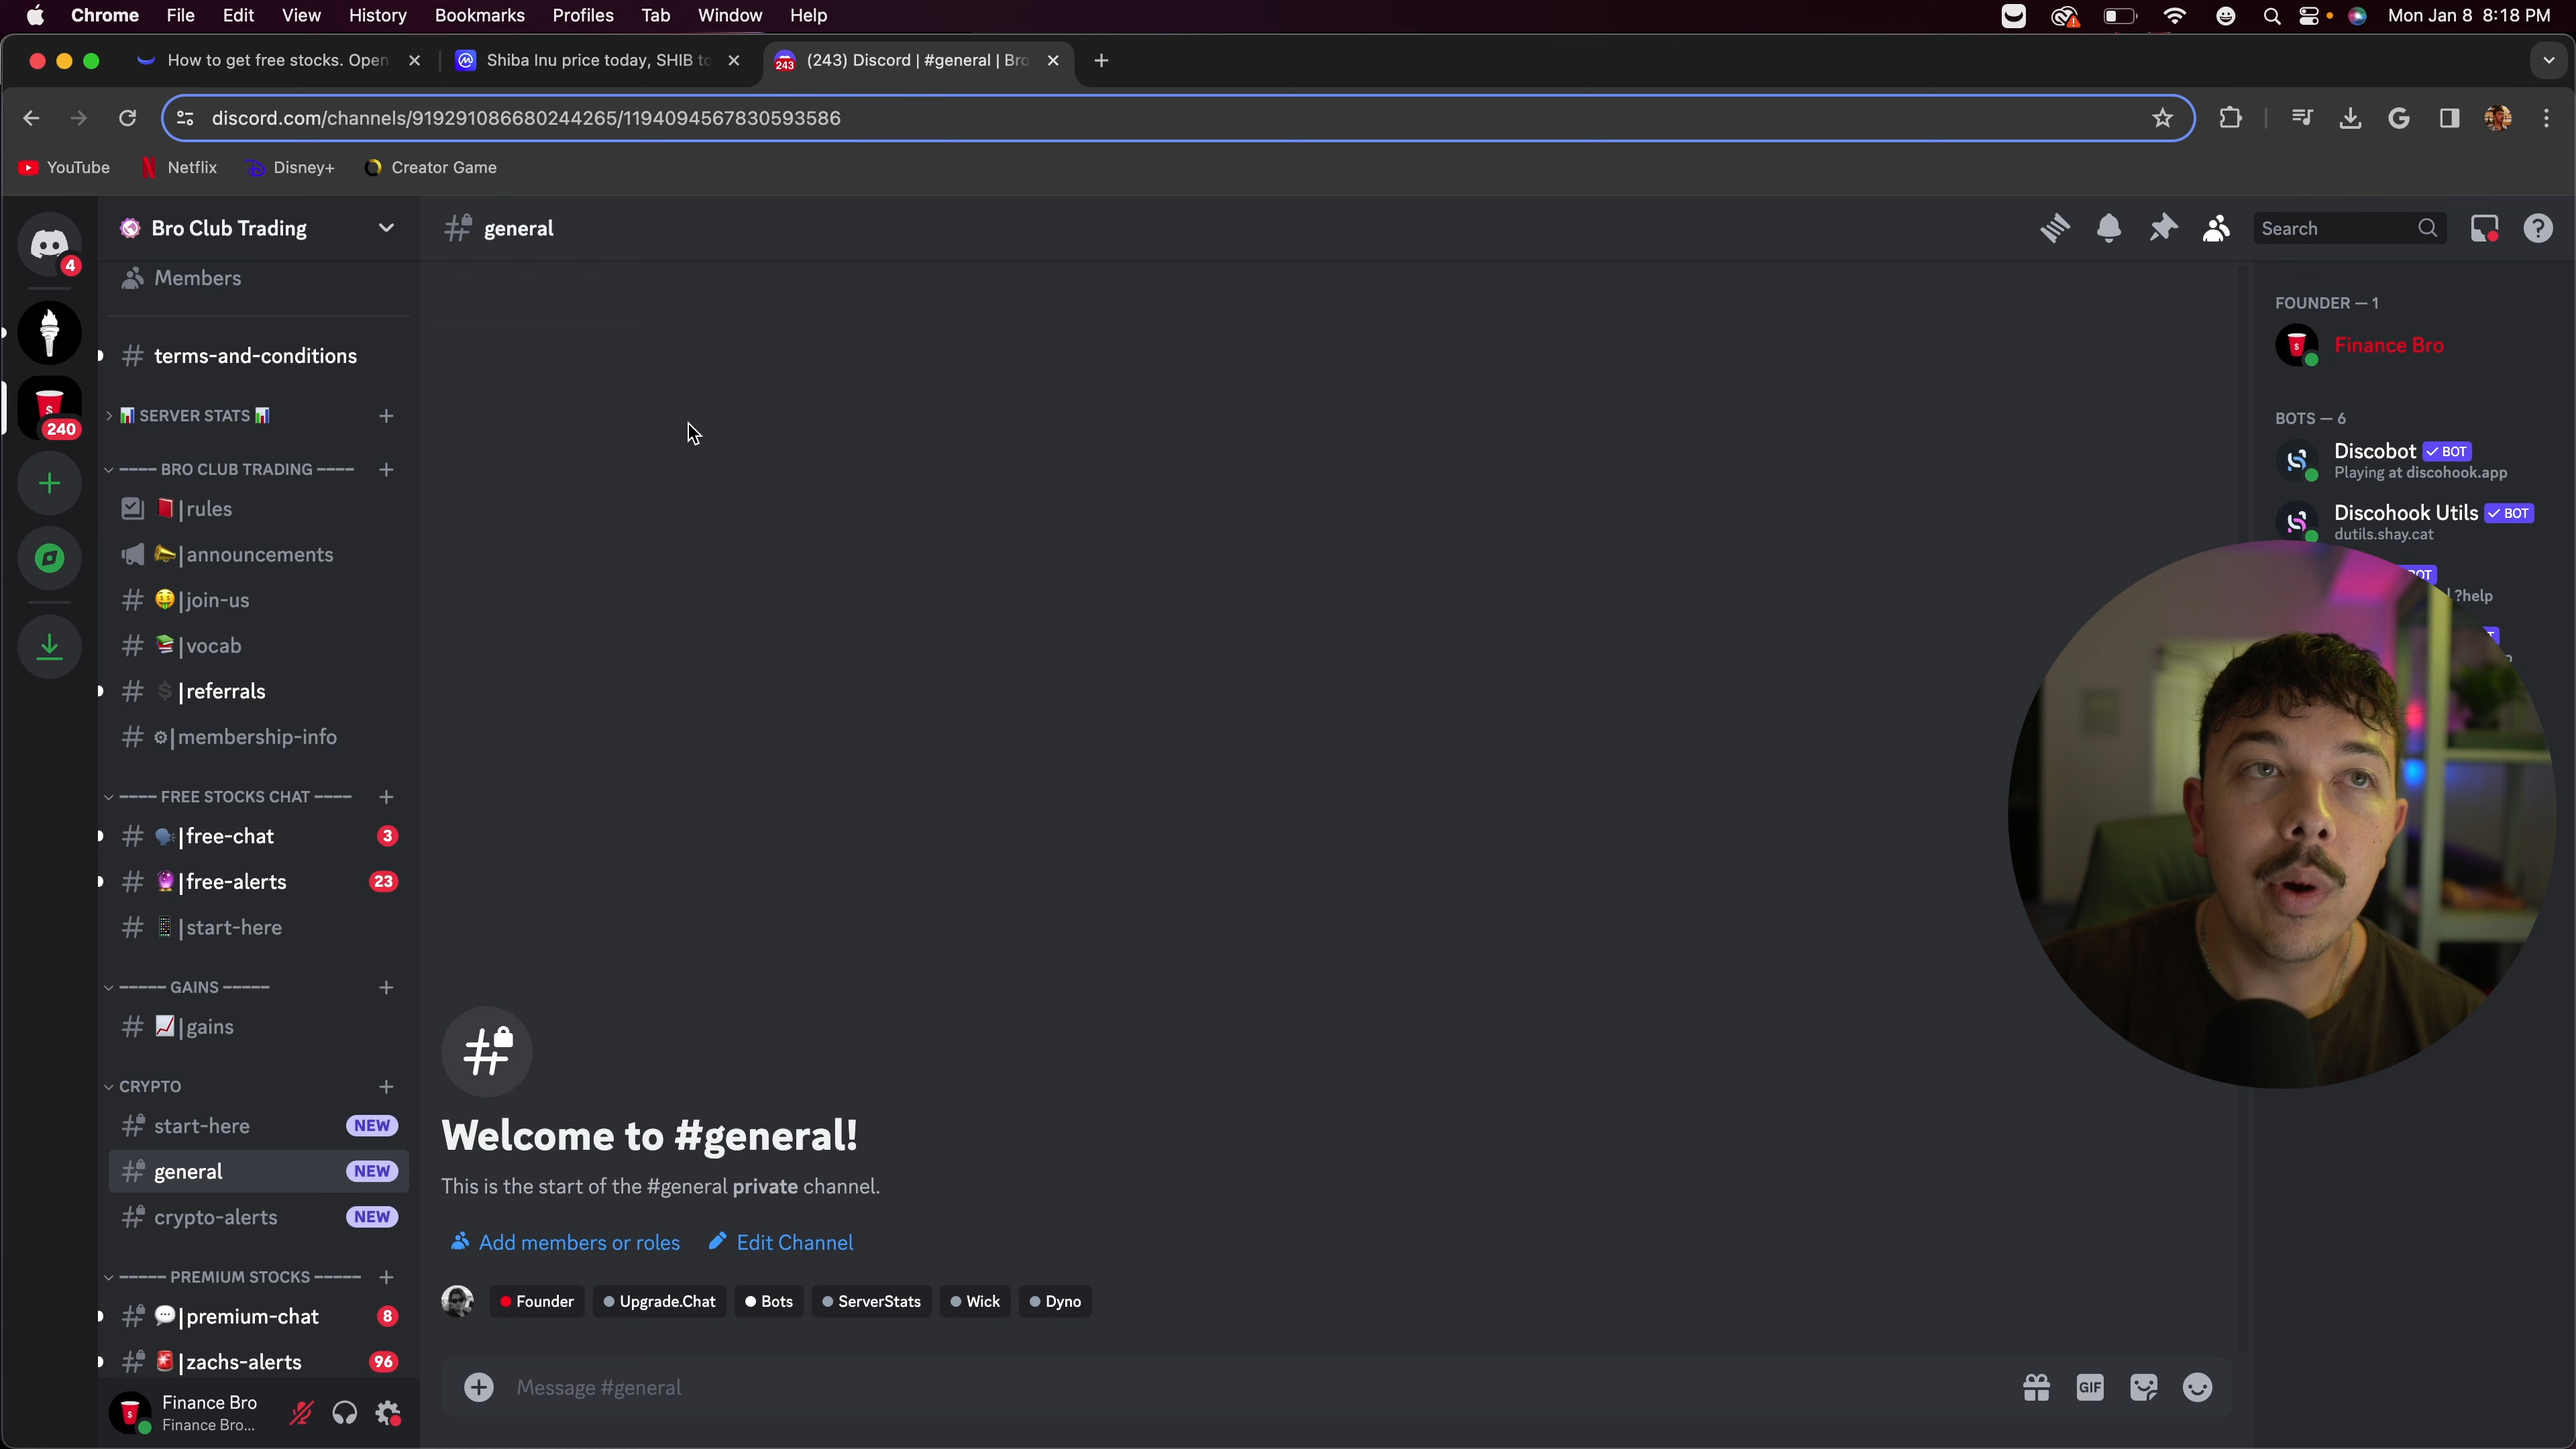 Chrome File Edit View History Bookmarks Profiles Tab Window Help Mon Jan 8 8:18 PM
How to get free stocks. Open Shiba Inu price today, SHIB to 243 (243) Discord | #general | Bro
discord.com/channels/919291086680244265/1194094567830593586
YouTube Netflix Disney+ Creator Game
4
240
Bro Club Trading
Members
# terms-and-conditions
SERVER STATS
---- BRO CLUB TRADING ----
|rules
|announcements
# |join-us
# |vocab
# |referrals
# |membership-info
---- FREE STOCKS CHAT ----
# |free-chat 3
# |free-alerts 23
# |start-here
----- GAINS -----
# |gains
CRYPTO
# start-here NEW
# general NEW
# crypto-alerts NEW
----- PREMIUM STOCKS -----
# |premium-chat 8
# |zachs-alerts 96
Finance Bro
Finance Bro...
# general
Search
Welcome to #general!
This is the start of the #general private channel.
Add members or roles Edit Channel
Founder Upgrade.Chat Bots ServerStats Wick Dyno
Message #general
GIF
FOUNDER — 1
Finance Bro
BOTS — 6
Discobot BOT
Playing at discohook.app
Discohook Utils BOT
dutils.shay.cat
?help